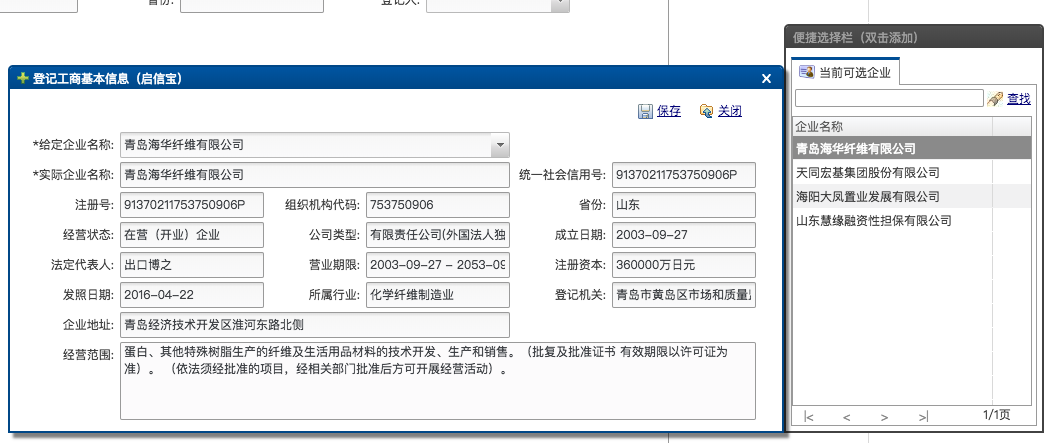 省份:
登记人:
便捷选择栏（双击添加）
登记工商基本信息（启信宝）
X
当前可选企业
保存
关闭
查找
*给定企业名称: 青岛海华纤维有限公司
企业名称
青岛海华纤维有限公司
天同宏基集团股份有限公司
海阳大凤置业发展有限公司
山东慧缘融资性担保有限公司
*实际企业名称: 青岛海华纤维有限公司 统一社会信用号: 91370211753750906P
注册号: 91370211753750906P 组织机构代码: 753750906 省份: 山东
经营状态: 在营（开业）企业 公司类型: 有限责任公司(外国法人独 成立日期: 2003-09-27
法定代表人: 出口博之 营业期限: 2003-09-27 - 2053-09 注册资本: 360000万日元
发照日期: 2016-04-22 所属行业: 化学纤维制造业 登记机关: 青岛市黄岛区市场和质量
企业地址: 青岛经济技术开发区淮河东路北侧
经营范围: 蛋白、其他特殊树脂生产的纤维及生活用品材料的技术开发、生产和销售。（批复及批准证书 有效期限以许可证为
准）。 （依法须经批准的项目，经相关部门批准后方可开展经营活动）。
|< < > >| 1/1页